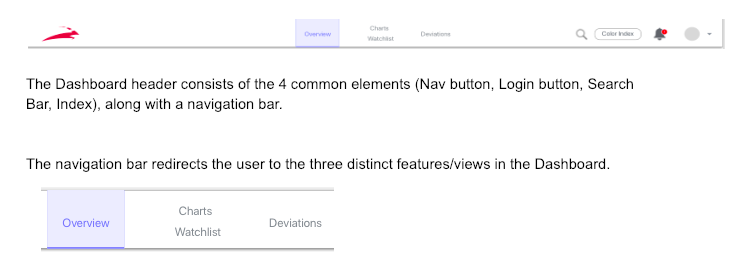 Overview
Charts
Watchlist
Deviations
Color Index
The Dashboard header consists of the 4 common elements (Nav button, Login button, Search
Bar, Index), along with a navigation bar.
The navigation bar redirects the user to the three distinct features/views in the Dashboard.
Overview
Charts
Watchlist
Deviations